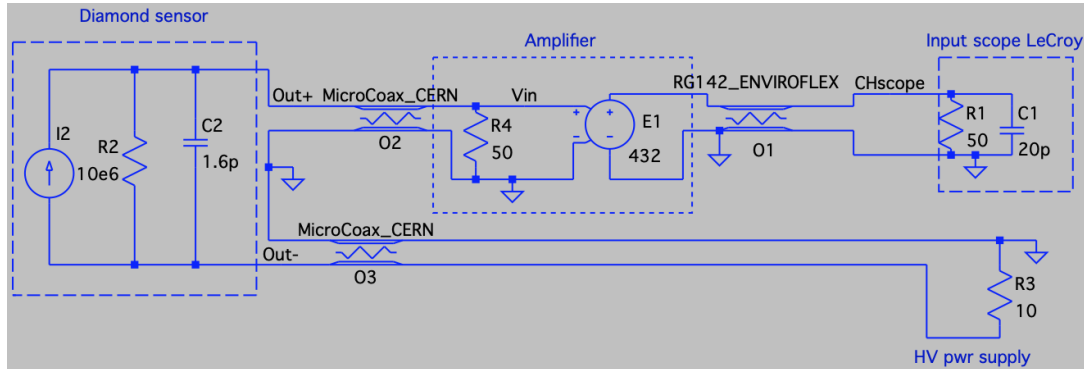 Diamond sensor
Amplifier
Input scope LeCroy
Out+
MicroCoax_CERN
Vin
RG142_ENVIROFLEX
CHscope
I2
R2
10e6
C2
1.6p
O2
R4
50
+
-
+
-
E1
432
O1
R1
50
C1
20p
MicroCoax_CERN
Out-
O3
R3
10
HV pwr supply